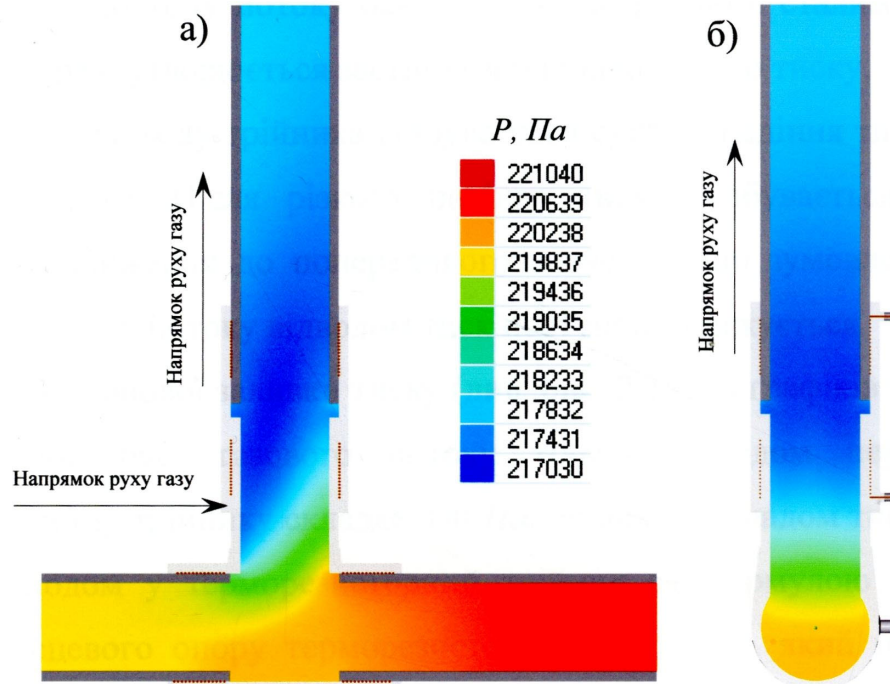 а)
б)
Р, Па
221040
220639
220238
219837
219436
219035
218634
218233
217832
217431
217030
Напрямок руху газу
Напрямок руху газу
Напрямок руху газу